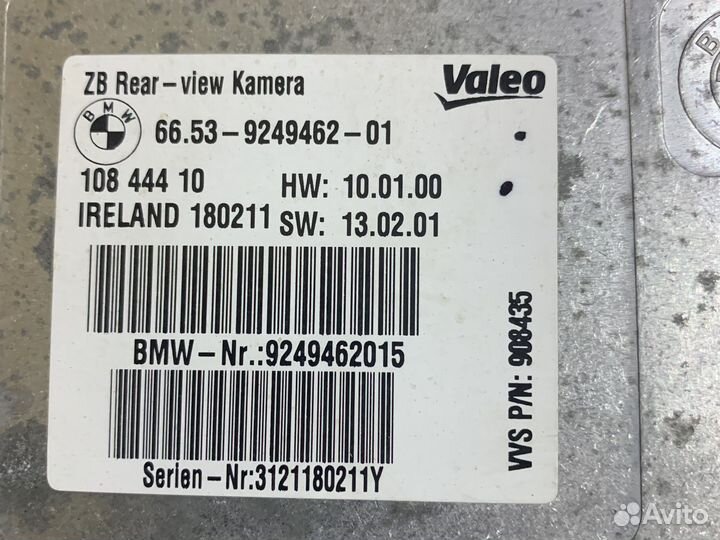 ZB Rear-view Kamera
Valeo
BMW
66.53-9249462-01
108 444 10 HW: 10.01.00
IRELAND 180211 SW: 13.02.01
BMW-Nr.:9249462015
Serien-Nr:3121180211Y
VVS P/N: 908435
Avito